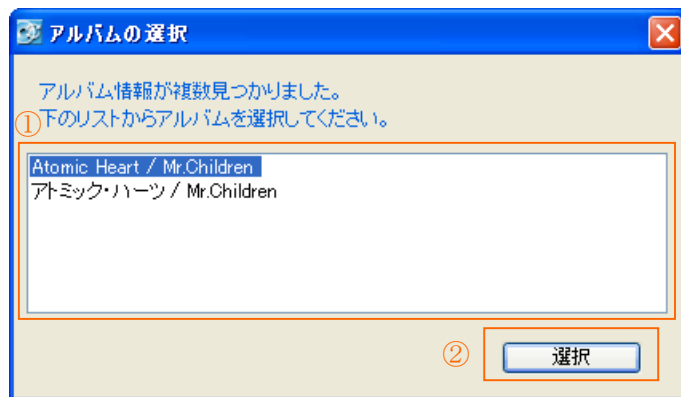 アルバムの選択
アルバム情報が複数見つかりました。
①下のリストからアルバムを選択してください。
Atomic Heart / Mr.Children
アトミック・ハーツ / Mr.Children
② 選択